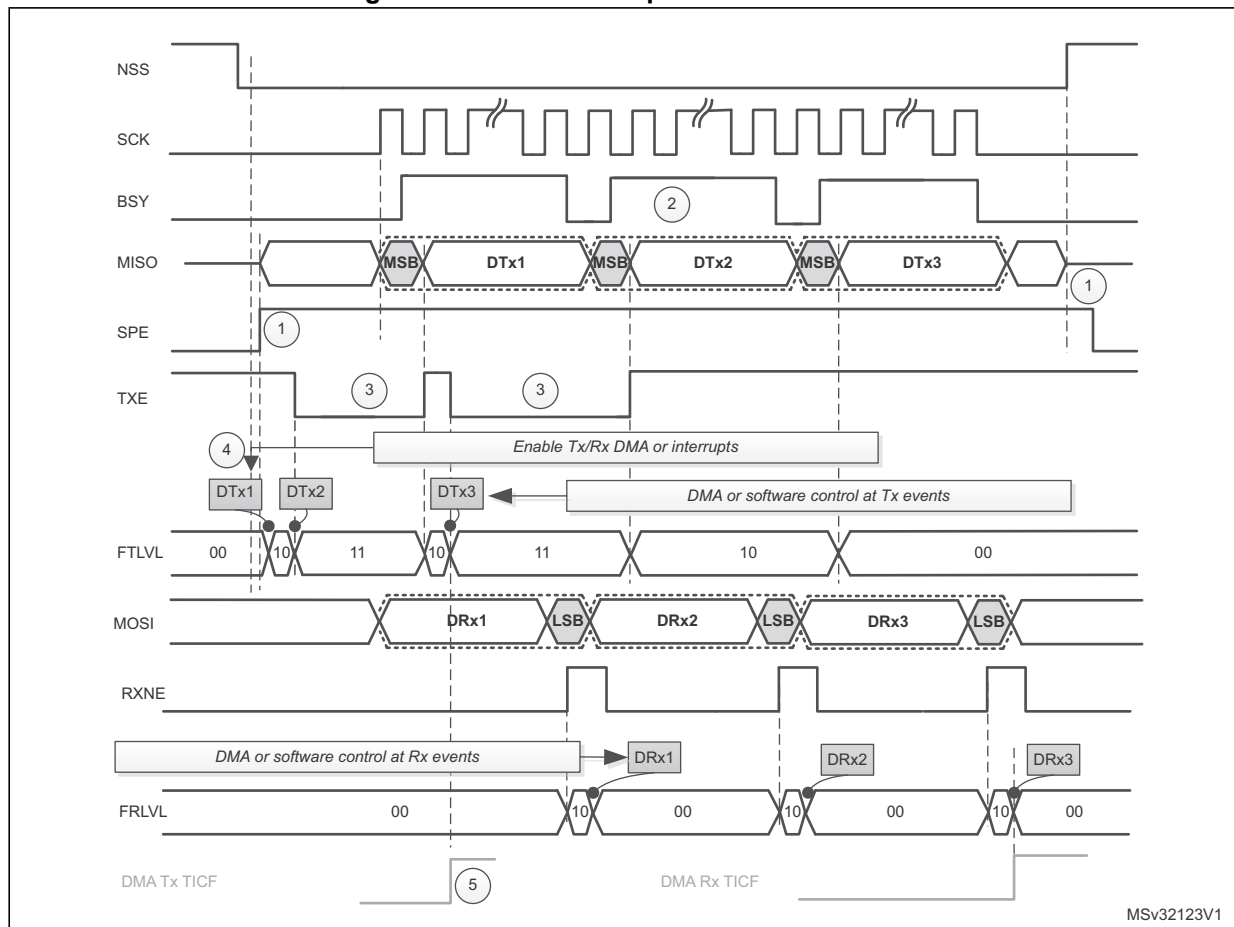 NSS
SCK
BSY
2
MISO MSB DTx1 MSB DTx2 MSB DTx3
1
SPE 1
TXE 3 3
4 Enable Tx/Rx DMA or interrupts
DTx1 DTx2 DTx3 DMA or software control at Tx events
FTLVL 00 10 11 10 11 10 00
MOSI DRx1 LSB DRx2 LSB DRx3 LSB
RXNE
DMA or software control at Rx events DRx1 DRx2 DRx3
FRLVL 00 10 00 10 00 10 00
DMA Tx TICF 5 DMA Rx TICF
MSv32123V1